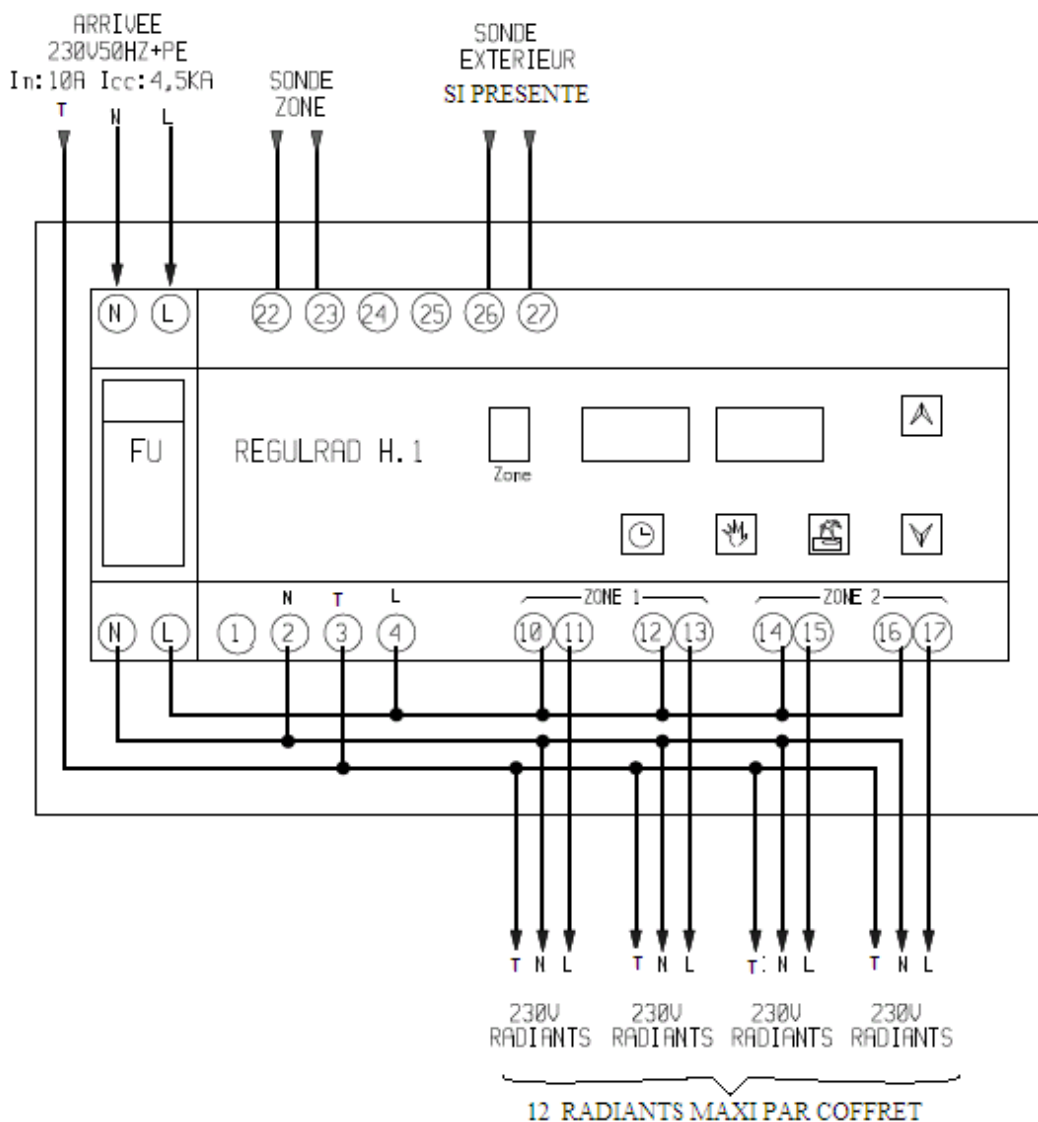 ARRIVEE
230V50HZ+PE
In:10A Icc:4,5KA
T N L
SONDE
ZONE
SONDE
EXTERIEUR
SI PRESENTE
N L 22 23 24 25 26 27
FU
REGULRAD H.1
Zone
N T L
ZONE 1
ZONE 2
N L 1 2 3 4 10 11 12 13 14 15 16 17
T N L T N L T: N L T N L
230V 230V 230V 230V
RADIANTS RADIANTS RADIANTS RADIANTS
12 RADIANTS MAXI PAR COFFRET